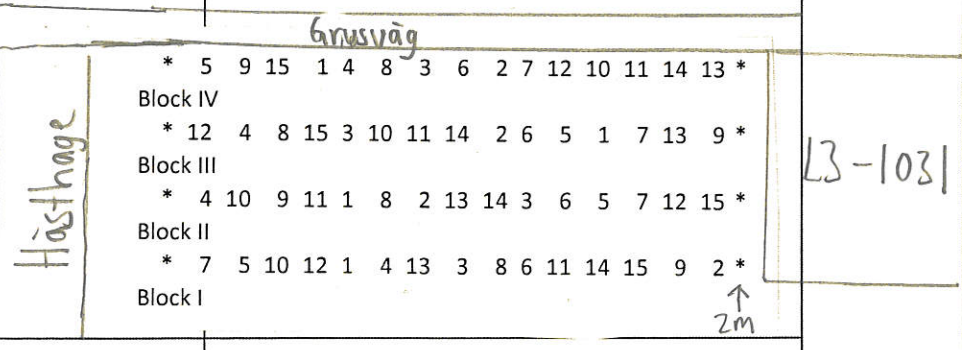 Grusväg
* 5 9 15 1 4 8 3 6 2 7 12 10 11 14 13 *
Block IV
* 12 4 8 15 3 10 11 14 2 6 5 1 7 13 9 *
Block III
* 4 10 9 11 1 8 2 13 14 3 6 5 7 12 15 *
Block II
* 7 5 10 12 1 4 13 3 8 6 11 14 15 9 2 *
Block I
↑
2m
Hästhage
L3-1031